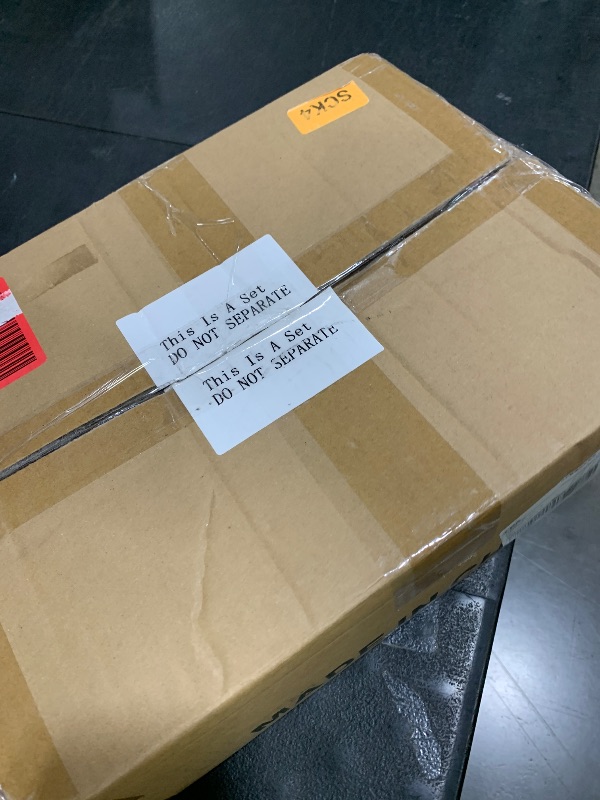 SCK4
This Is A Set
DO NOT SEPARATE
This Is A Set
DO NOT SEPARATE